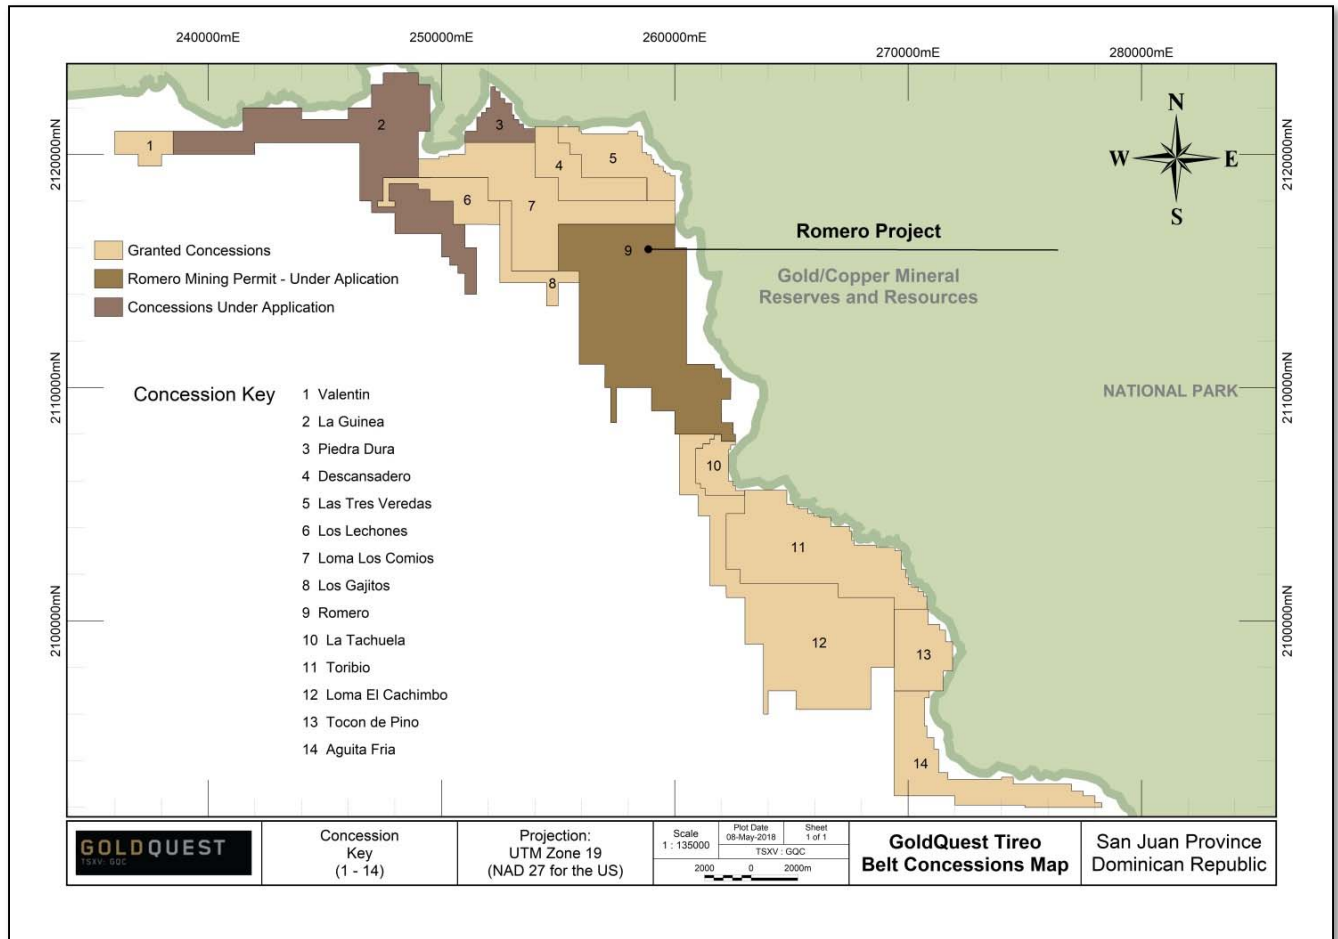 240000mE
250000mE
260000mE
270000mE
280000mE
2120000mN
2110000mN
2100000mN
2120000mN
2110000mN
2100000mN
N
W
E
S
1
2
3
4
5
6
7
8
9
10
11
12
13
14
Granted Concessions
Romero Mining Permit - Under Aplication
Concessions Under Application
Romero Project
Gold/Copper Mineral
Reserves and Resources
NATIONAL PARK
Concession Key
1 Valentin
2 La Guinea
3 Piedra Dura
4 Descansadero
5 Las Tres Veredas
6 Los Lechones
7 Loma Los Comios
8 Los Gajitos
9 Romero
10 La Tachuela
11 Toribio
12 Loma El Cachimbo
13 Tocon de Pino
14 Aguita Fria
GOLDQUEST
TSXV: GQC
Concession
Key
(1 - 14)
Projection:
UTM Zone 19
(NAD 27 for the US)
Scale
1 : 135000
Plot Date
08-May-2018
Sheet
1 of 1
TSXV : GQC
2000 0 2000m
GoldQuest Tireo
Belt Concessions Map
San Juan Province
Dominican Republic